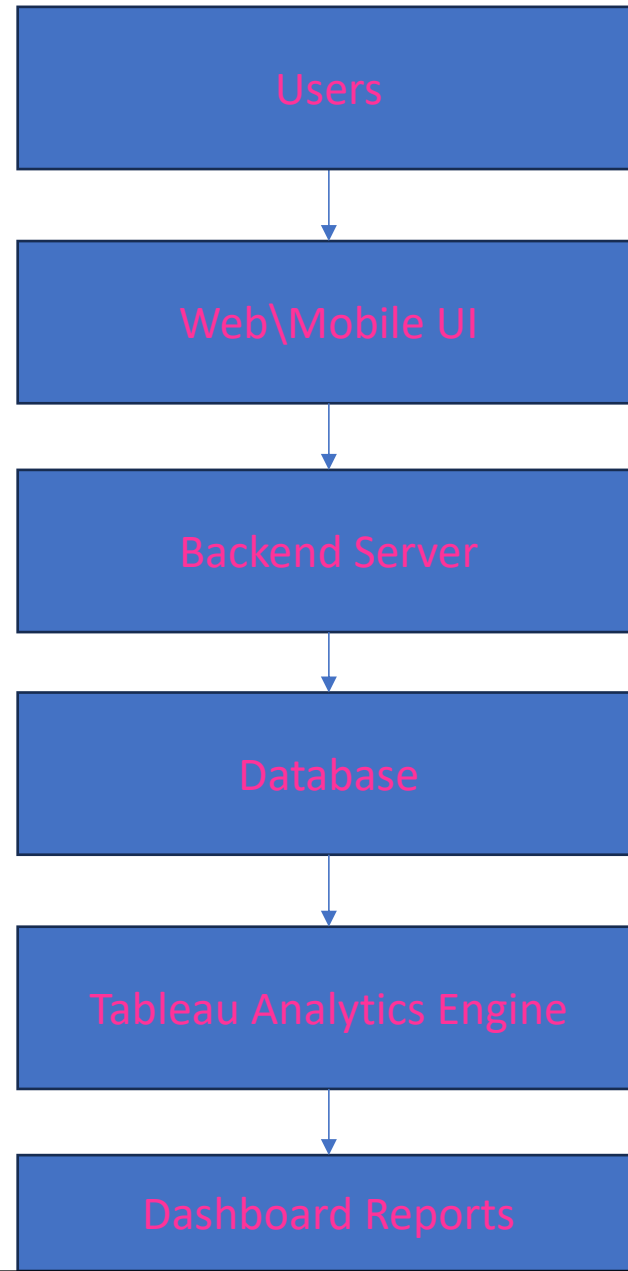 Users
Web\Mobile UI
Backend Server
Database
Tableau Analytics Engine
Dashboard Reports